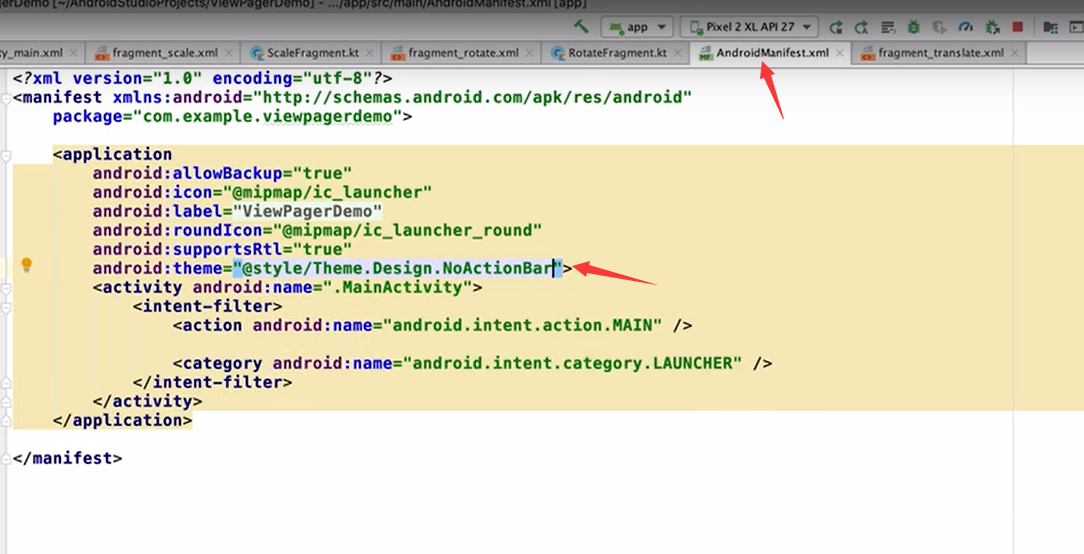 gerDemo [~/AndroidStudioProjects/ViewPagerDemo] - .../app/src/main/AndroidManifest.xml [app]
app Pixel 2 XL API 27
ty_main.xml fragment_scale.xml ScaleFragment.kt fragment_rotate.xml RotateFragment.kt AndroidManifest.xml fragment_translate.xml
<?xml version="1.0" encoding="utf-8"?>
<manifest xmlns:android="http://schemas.android.com/apk/res/android"
package="com.example.viewpagerdemo">
<application
android:allowBackup="true"
android:icon="@mipmap/ic_launcher"
android:label="ViewPagerDemo"
android:roundIcon="@mipmap/ic_launcher_round"
android:supportsRtl="true"
android:theme="@style/Theme.Design.NoActionBar">
<activity android:name=".MainActivity">
<intent-filter>
<action android:name="android.intent.action.MAIN" />
<category android:name="android.intent.category.LAUNCHER" />
</intent-filter>
</activity>
</application>
</manifest>